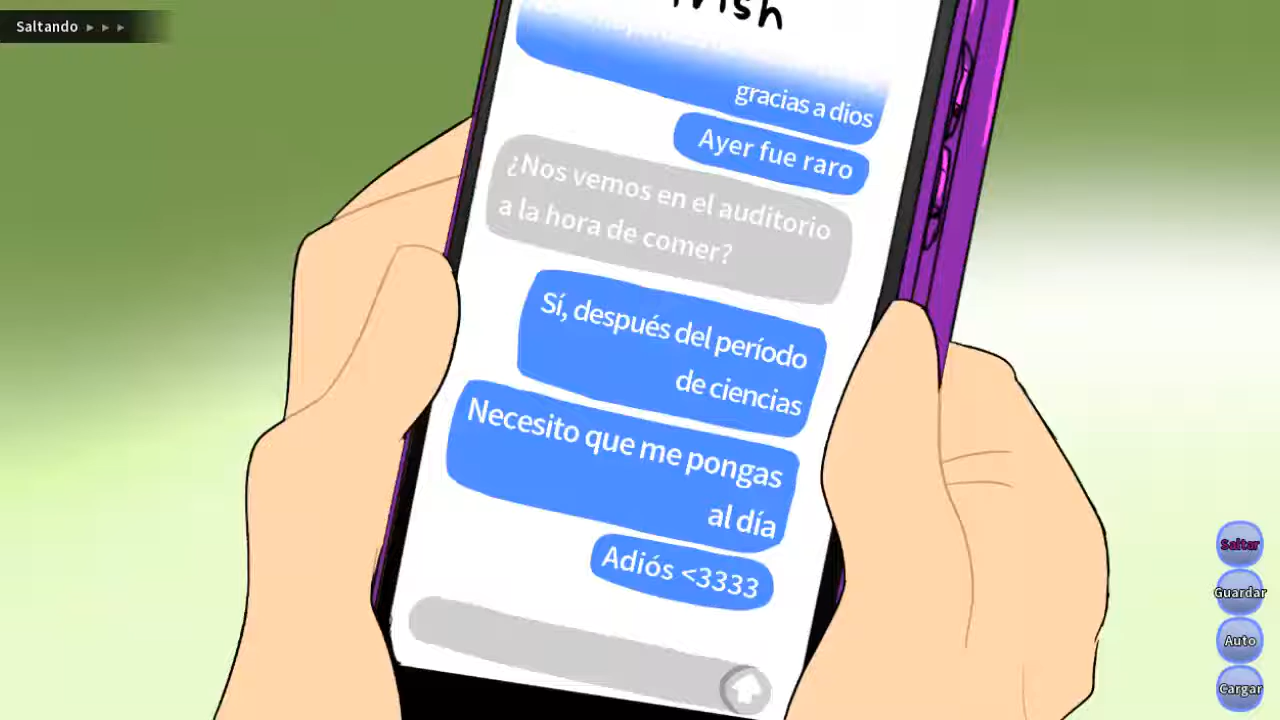 Saltando
gracias a dios
Ayer fue raro
¿Nos vemos en el auditorio
a la hora de comer?
Sí, después del período
de ciencias
Necesito que me pongas
al día
Adiós <3333
Saltar
Guardar
Auto
Cargar